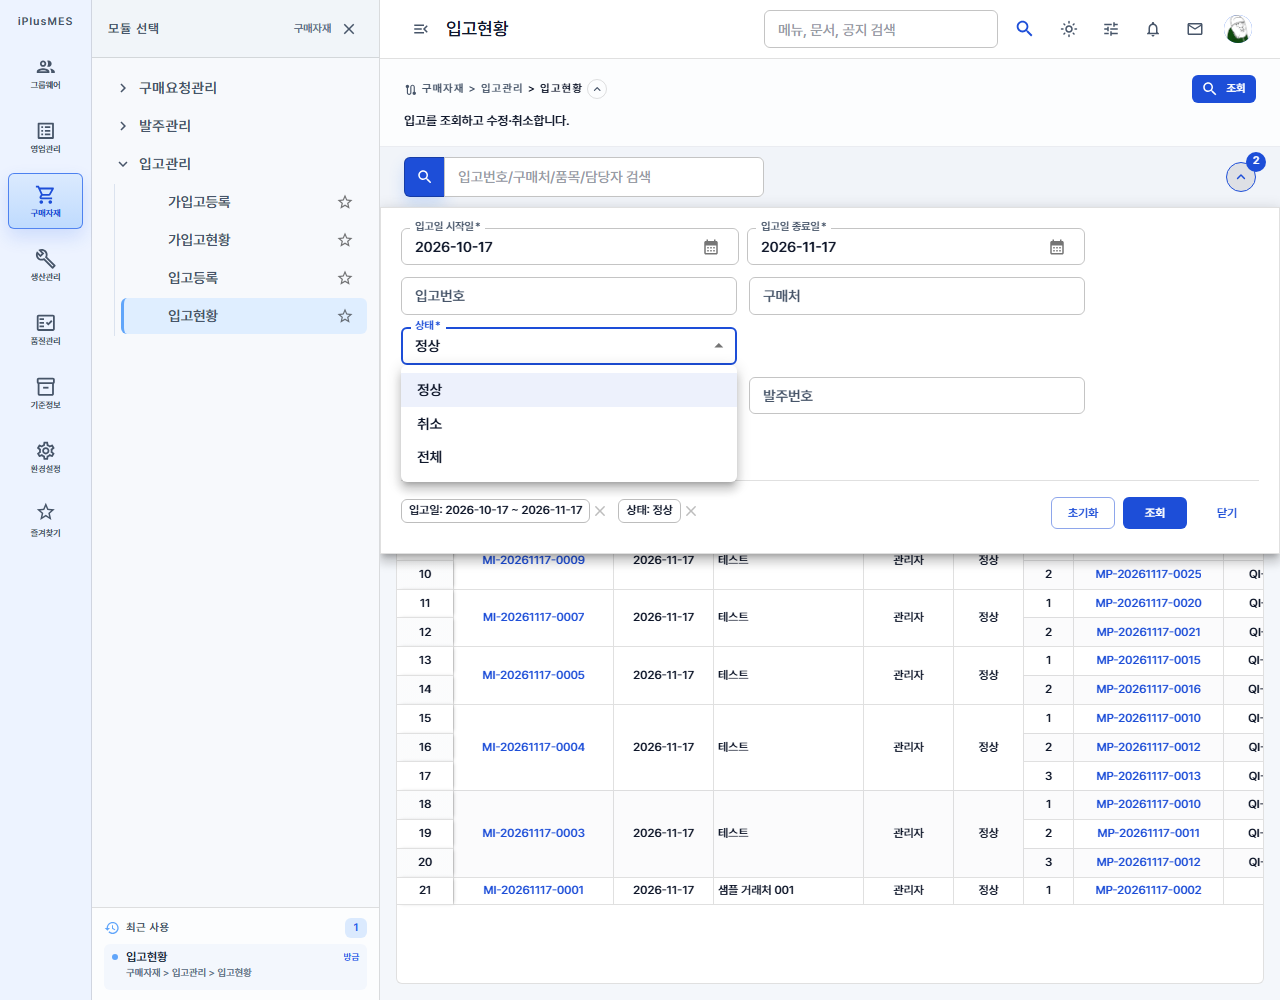 iPlusMES
모듈 선택
구매자재
입고현황
메뉴, 문서, 공지 검색
그룹웨어
영업관리
구매자재
생산관리
품질관리
기준정보
환경설정
즐겨찾기
구매요청관리
발주관리
입고관리
가입고등록
가입고현황
입고등록
입고현황
최근 사용
1
입고현황
방금
구매자재 > 입고관리 > 입고현황
구매자재 > 입고관리 > 입고현황
조회
입고를 조회하고 수정·취소합니다.
입고번호/구매처/품목/담당자 검색
2
입고일 시작일*
2026-10-17
입고일 종료일*
2026-11-17
입고번호
구매처
상태*
정상
정상
취소
전체
발주번호
입고일: 2026-10-17 ~ 2026-11-17
상태: 정상
초기화
조회
닫기
MI-20261117-0009 2026-11-17 테스트 관리자 정상
10 2 MP-20261117-0025 QI-
11 1 MP-20261117-0020 QI-
MI-20261117-0007 2026-11-17 테스트 관리자 정상
12 2 MP-20261117-0021 QI-
13 1 MP-20261117-0015 QI-
MI-20261117-0005 2026-11-17 테스트 관리자 정상
14 2 MP-20261117-0016 QI-
15 1 MP-20261117-0010 QI-
16 MI-20261117-0004 2026-11-17 테스트 관리자 정상 2 MP-20261117-0012 QI-
17 3 MP-20261117-0013 QI-
18 1 MP-20261117-0010 QI-
19 MI-20261117-0003 2026-11-17 테스트 관리자 정상 2 MP-20261117-0011 QI-
20 3 MP-20261117-0012 QI-
21 MI-20261117-0001 2026-11-17 샘플 거래처 001 관리자 정상 1 MP-20261117-0002